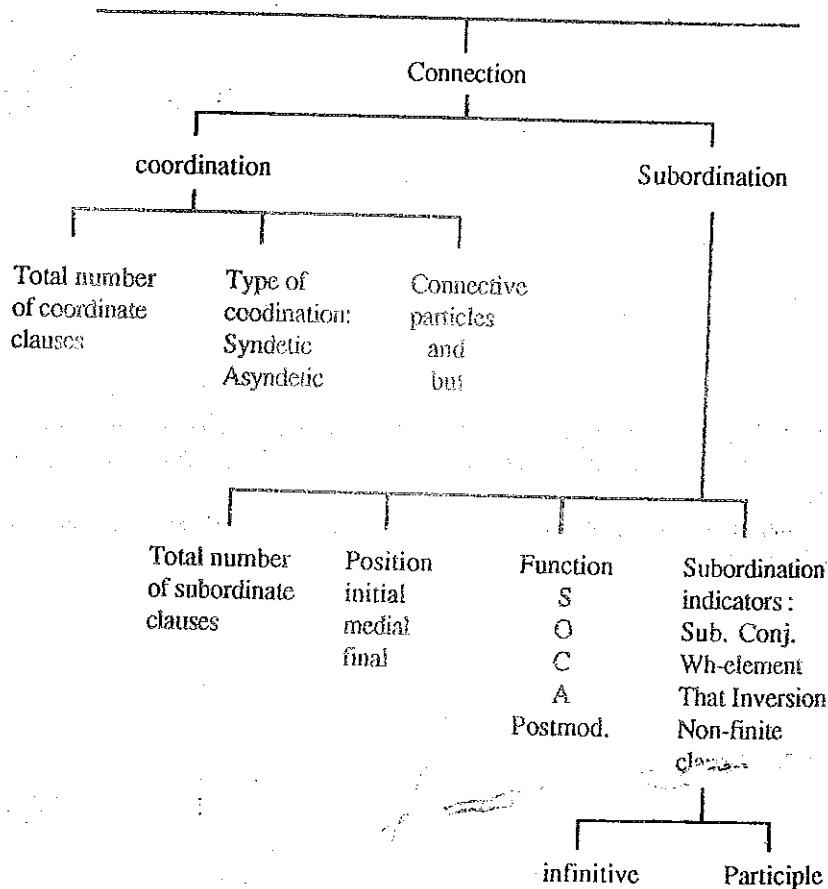 Connection
coordination
Subordination
Total number
of coordinate
clauses
Type of
coodination:
Syndetic
Asyndetic
Connective
particles
and
but
Total number
of subordinate
clauses
Position
initial
medial
final
Function
S
O
C
A
Postmod.
Subordination
indicators :
Sub. Conj.
Wh-element
That Inversion
Non-finite
infinitive
Participle